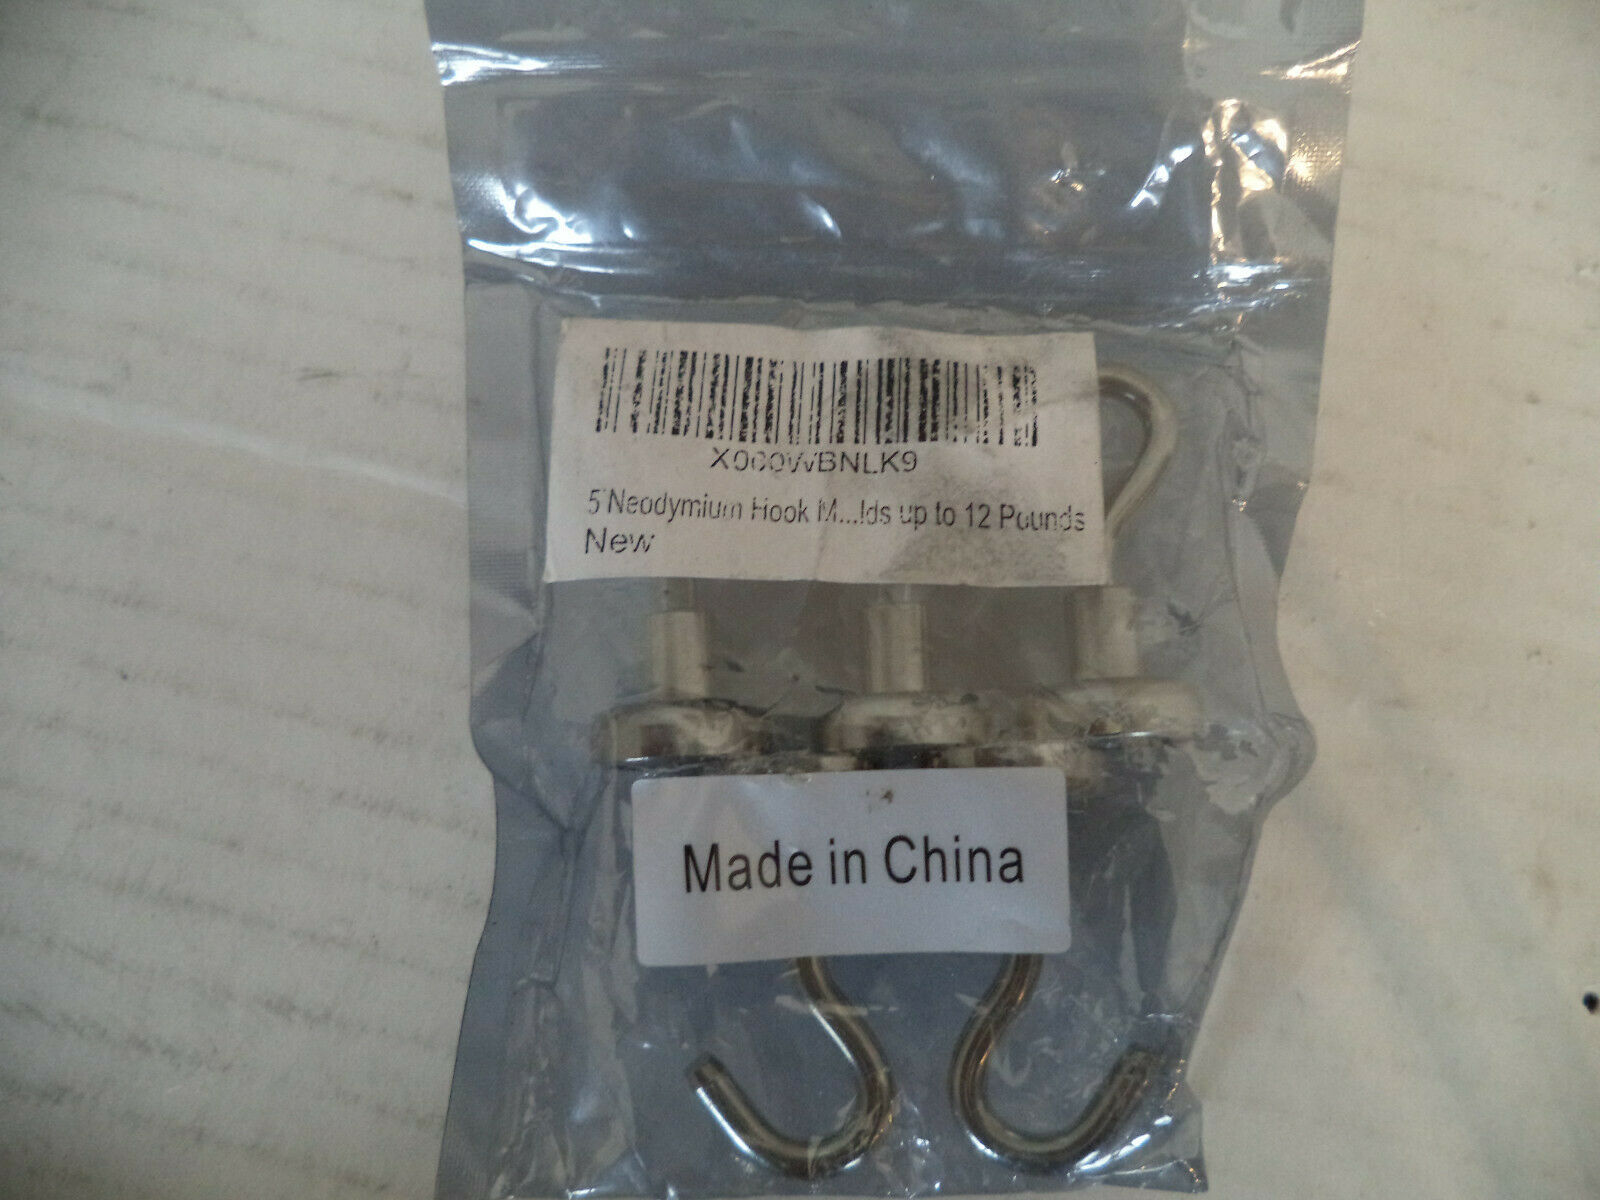 X000WBNLK9
5 Neodymium Hook M...lds up to 12 Pounds
New
Made in China